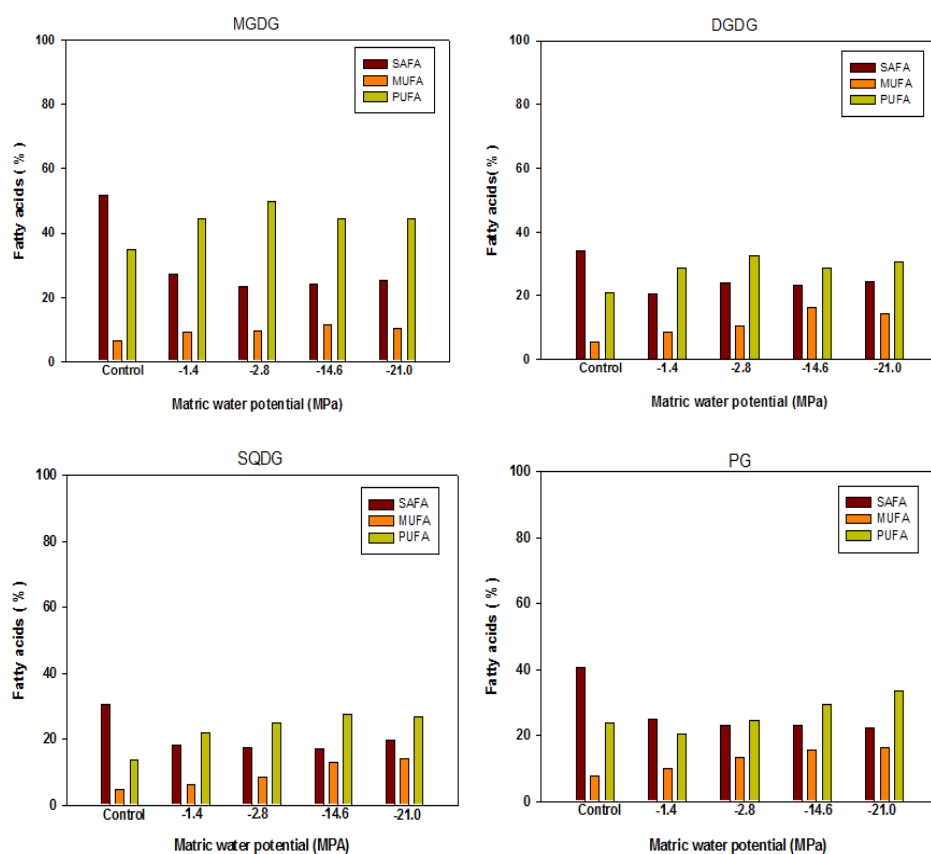 MGDG
100
80
60
40
20
0
Fatty acids ( % )
SAFA
MUFA
PUFA
Control -1.4 -2.8 -14.6 -21.0
Matric water potential (MPa)
DGDG
100
80
60
40
20
0
Fatty acids( % )
SAFA
MUFA
PUFA
Control -1.4 -2.8 -14.6 -21.0
Matric water potential (MPa)
SQDG
100
80
60
40
20
0
Fatty acids ( % )
SAFA
MUFA
PUFA
Control -1.4 -2.8 -14.6 -21.0
Matric water potential (MPA)
PG
100
80
60
40
20
0
Fatty acids ( % )
SAFA
MUFA
PUFA
Control -1.4 -2.8 -14.6 -21.0
Matric water potential (MPa)